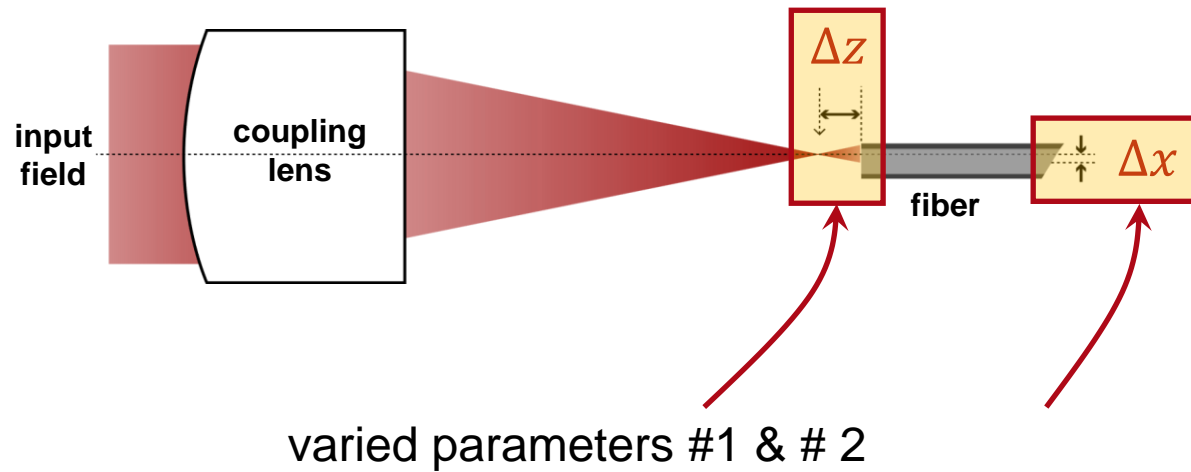 Δz
input
field
coupling
lens
Δx
fiber
varied parameters #1 & # 2